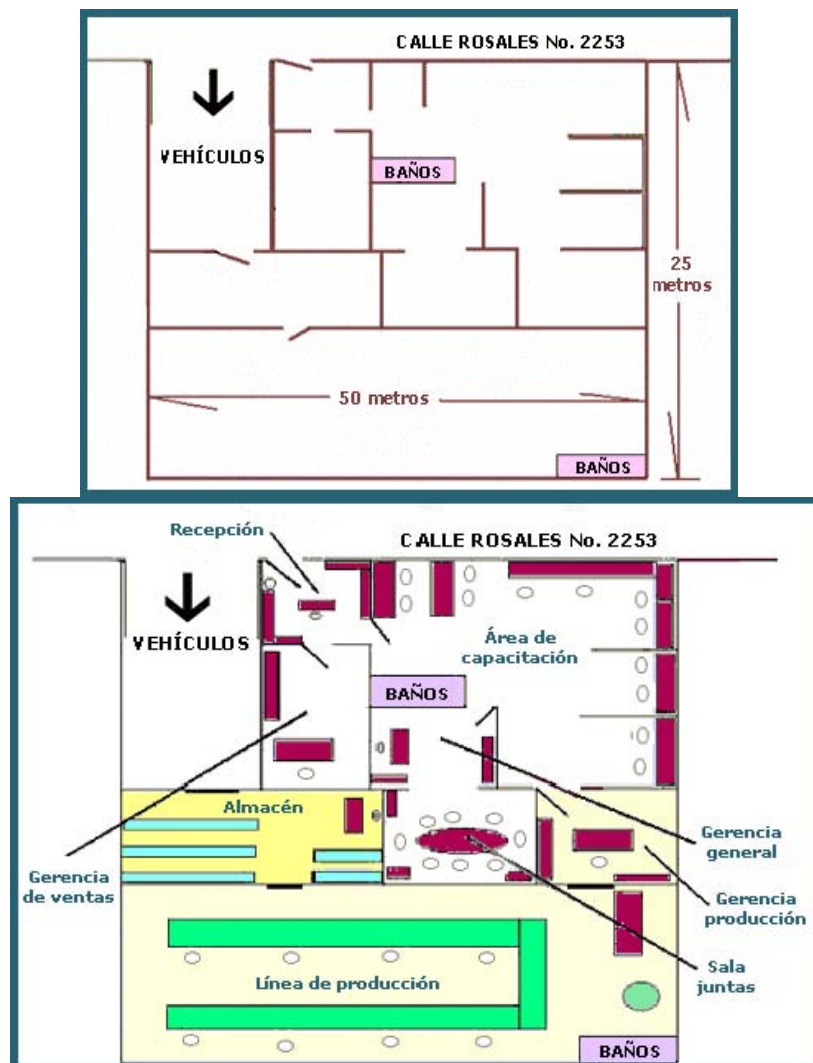 CALLE ROSALES No. 2253
VEHÍCULOS
BAÑOS
25
metros
50 metros
BAÑOS
Recepción
CALLE ROSALES No. 2253
VEHÍCULOS
Área de
capacitación
BAÑOS
Almacén
Gerencia
general
Gerencia
de ventas
Gerencia
producción
Línea de producción
Sala
juntas
BAÑOS